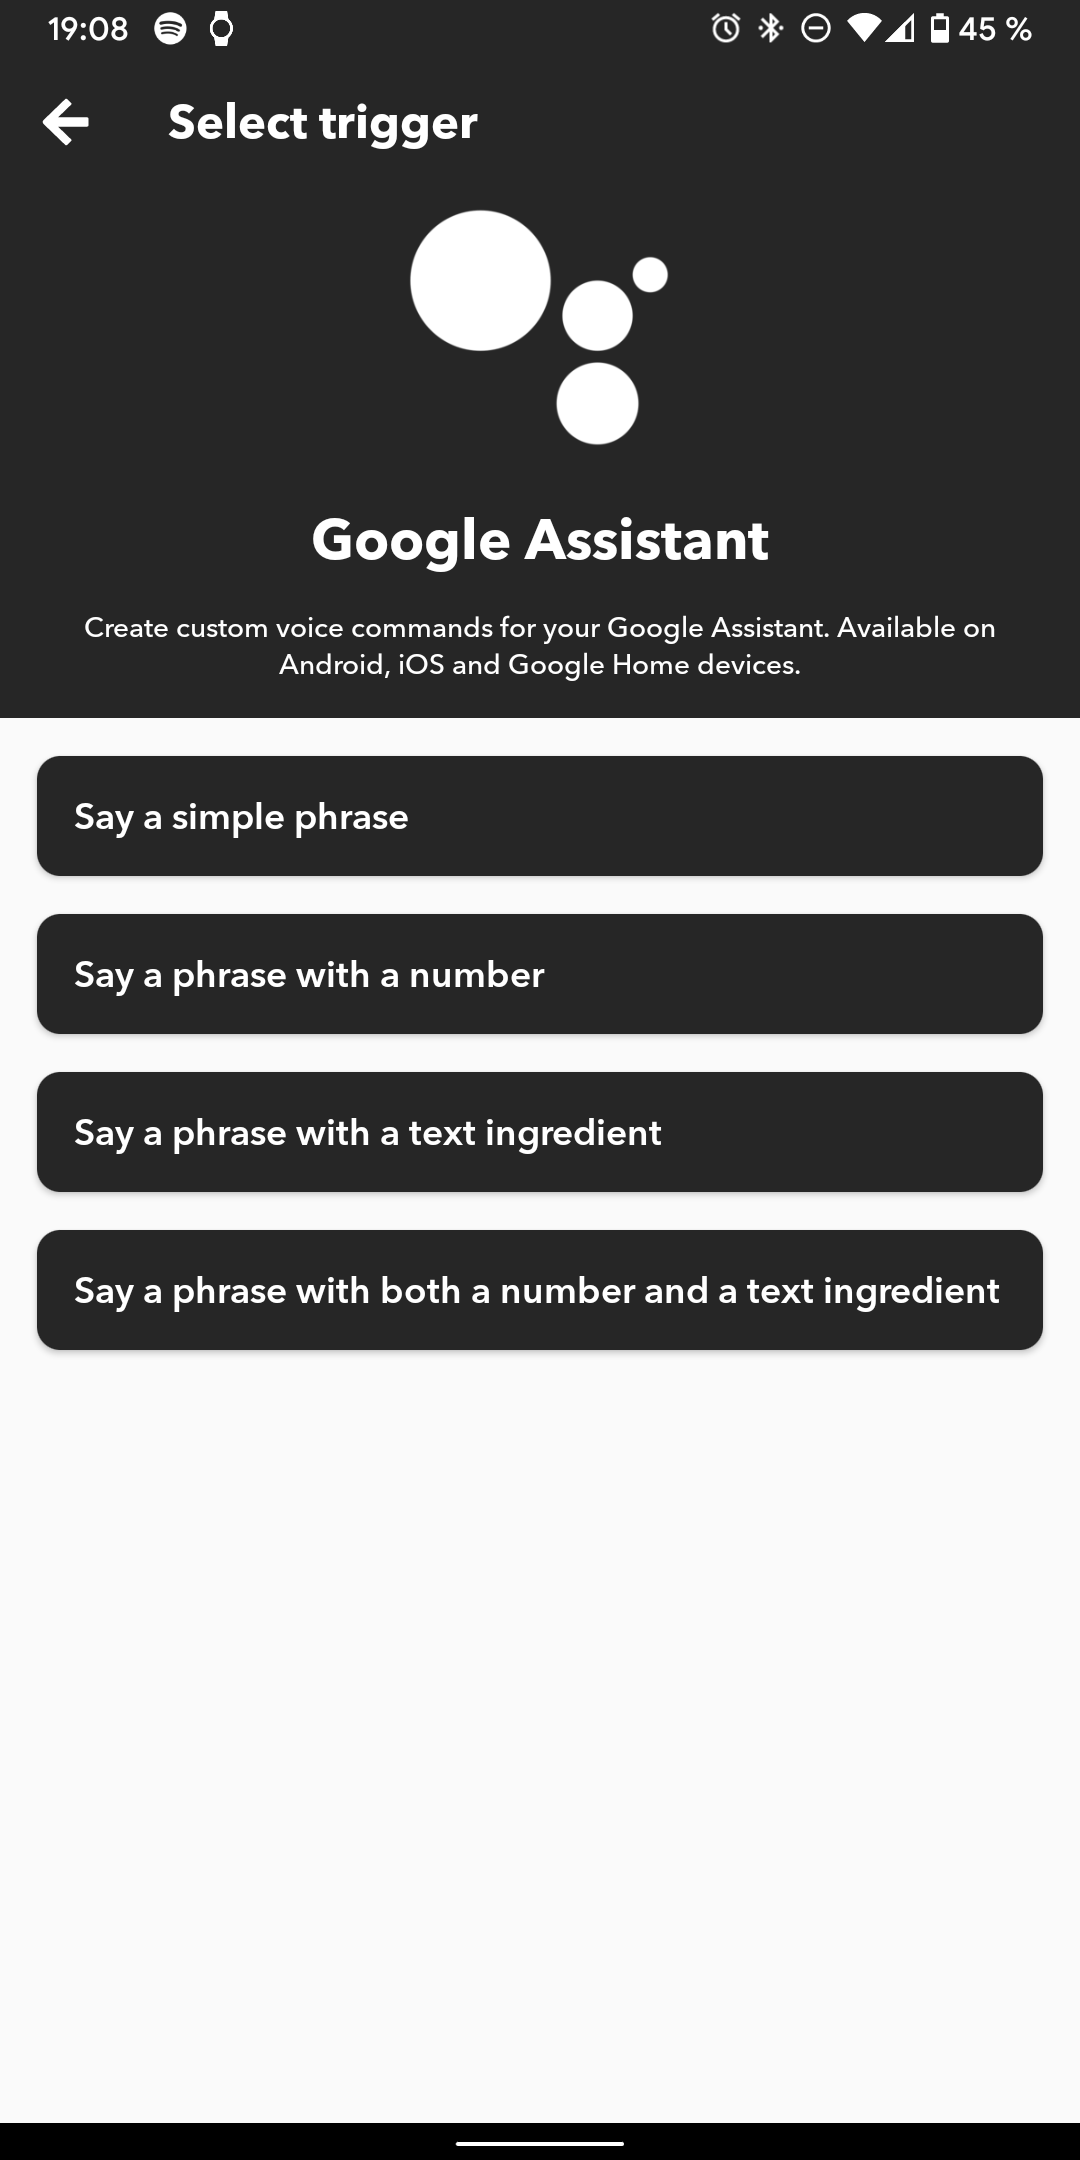 19:08
45 %
Select trigger
Google Assistant
Create custom voice commands for your Google Assistant. Available on
Android, iOS and Google Home devices.
Say a simple phrase
Say a phrase with a number
Say a phrase with a text ingredient
Say a phrase with both a number and a text ingredient